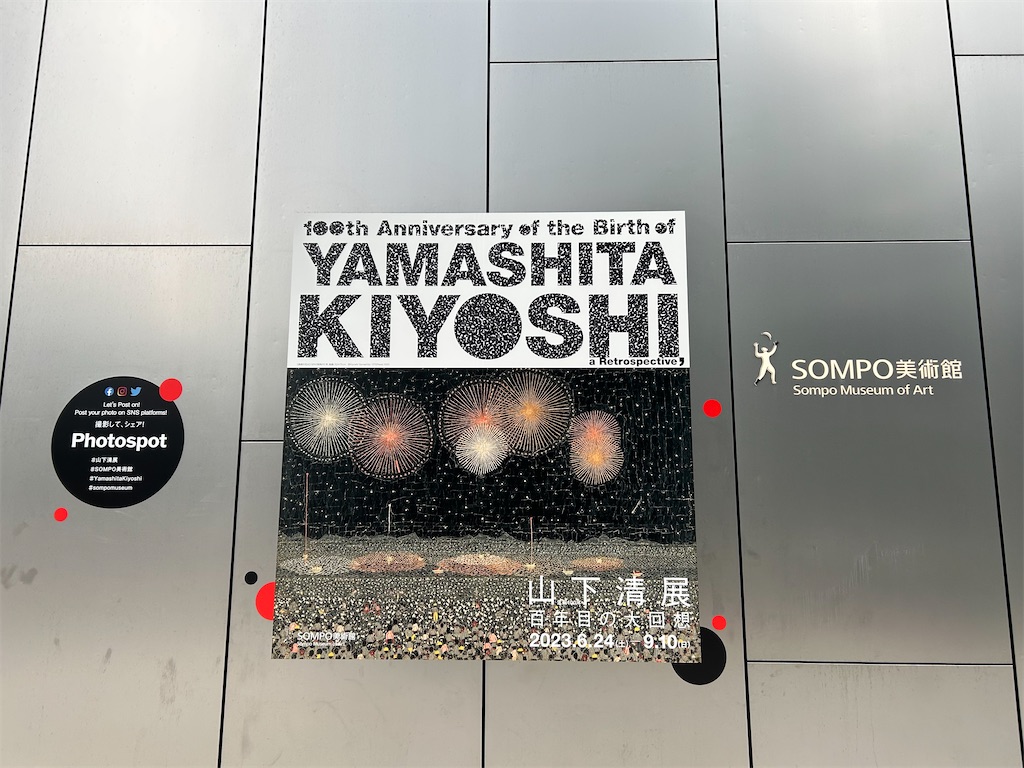 100th Anniversary of the Birth of
YAMASHITA
KIYOSHI
a Retrospective,
山下清展
百年目の大回想
2023.6.24(土)–9.10(日)
SOMPO美術館
Let's Post on!
Post your photo on SNS platforms!
撮影して、シェア!
Photospot
#山下清展
#SOMPO美術館
#YamashitaKiyoshi
#sompomuseum
SOMPO美術館
Sompo Museum of Art